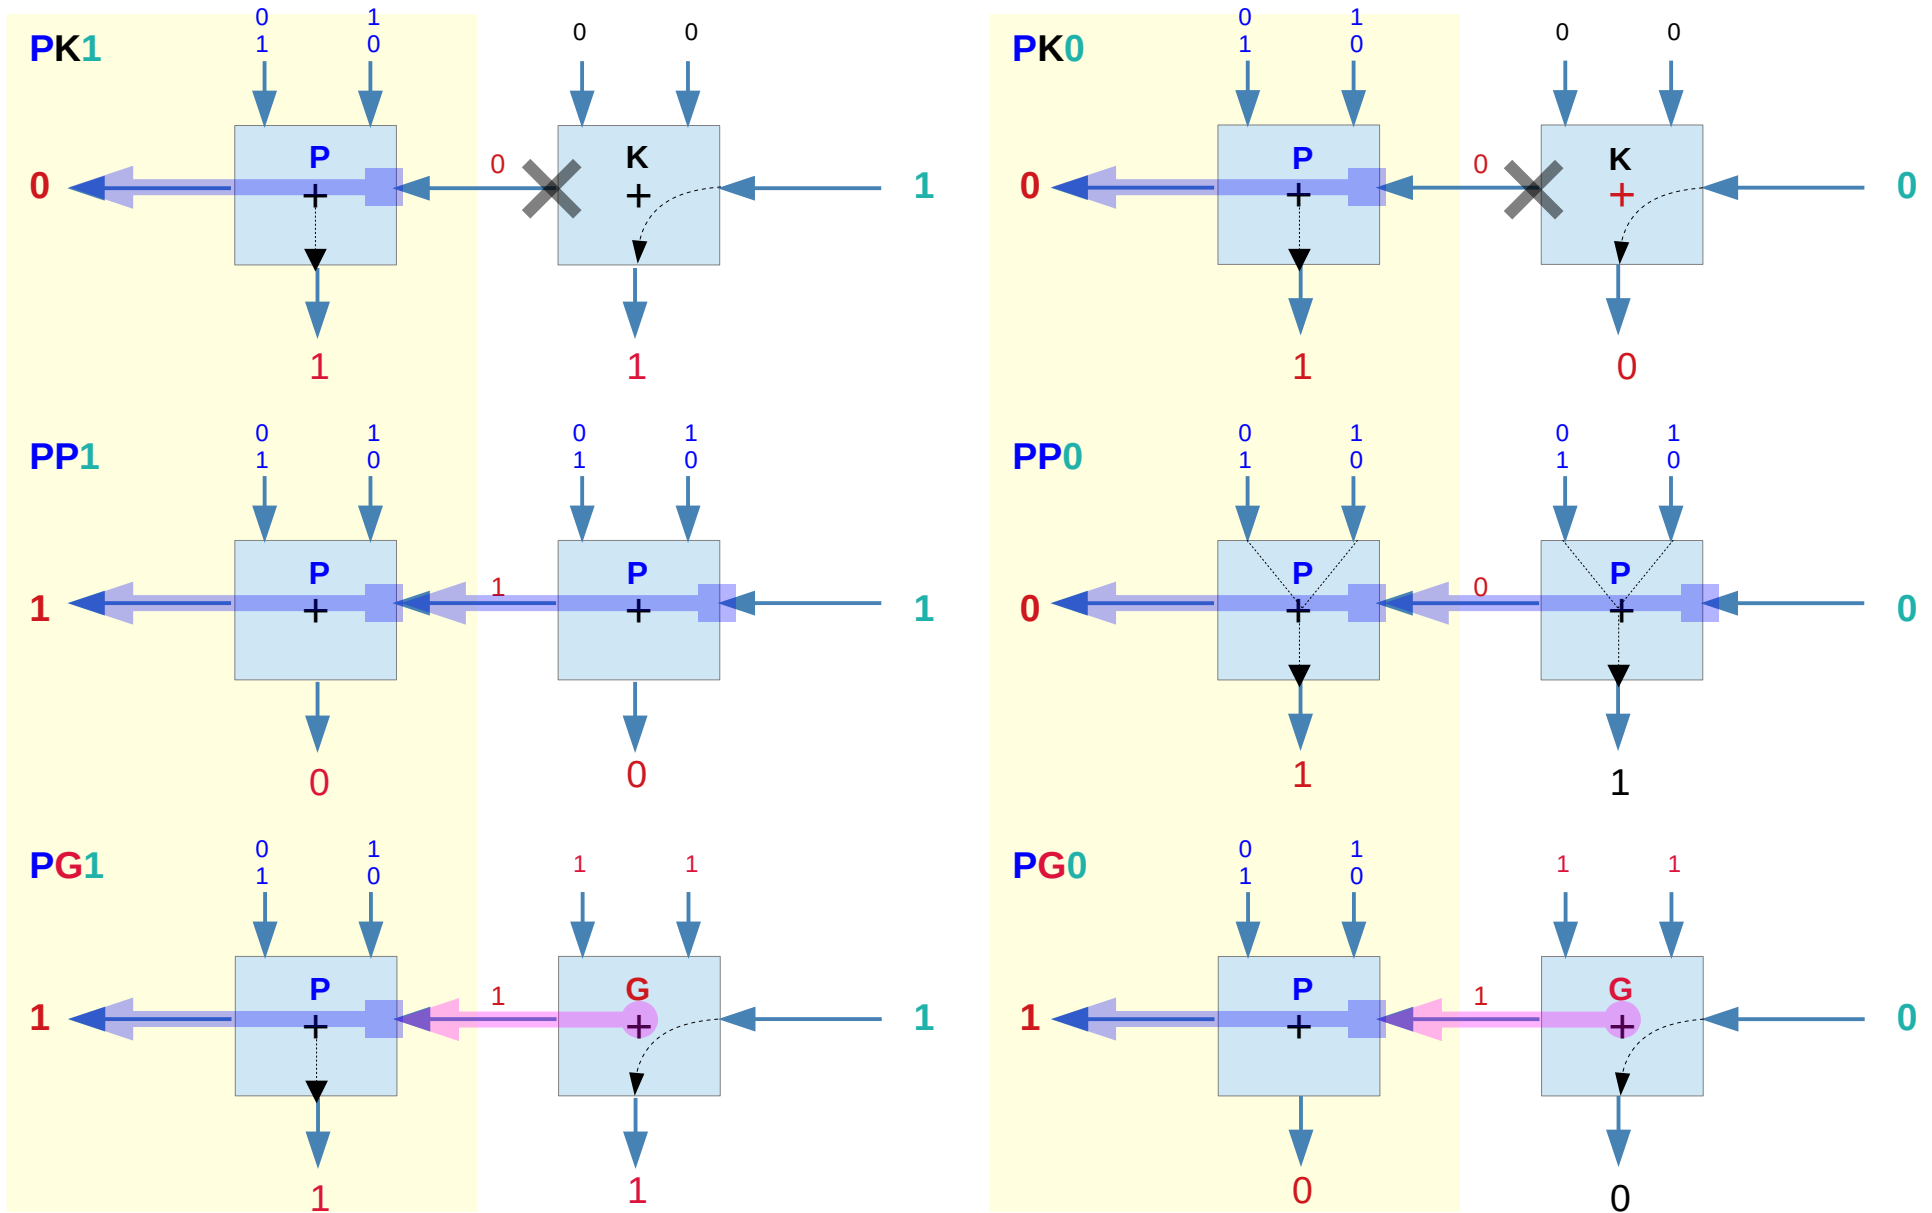 0 1 0 1
PK1 1 0 0 0 PK0 1 0 0 0
P K P K
0 0 1 0 0 0
+ + + +
1 1 1 0
0 1 0 1 0 1 0 1
PP1 1 0 1 0 PP0 1 0 1 0
P P P P
1 1 1 0 0 0
+ + + +
0 0 1 1
0 1 0 1
PG1 1 0 1 1 PG0 1 0 1 1
P G P G
1 1 1 1 1 0
+ + + +
1 1 0 0